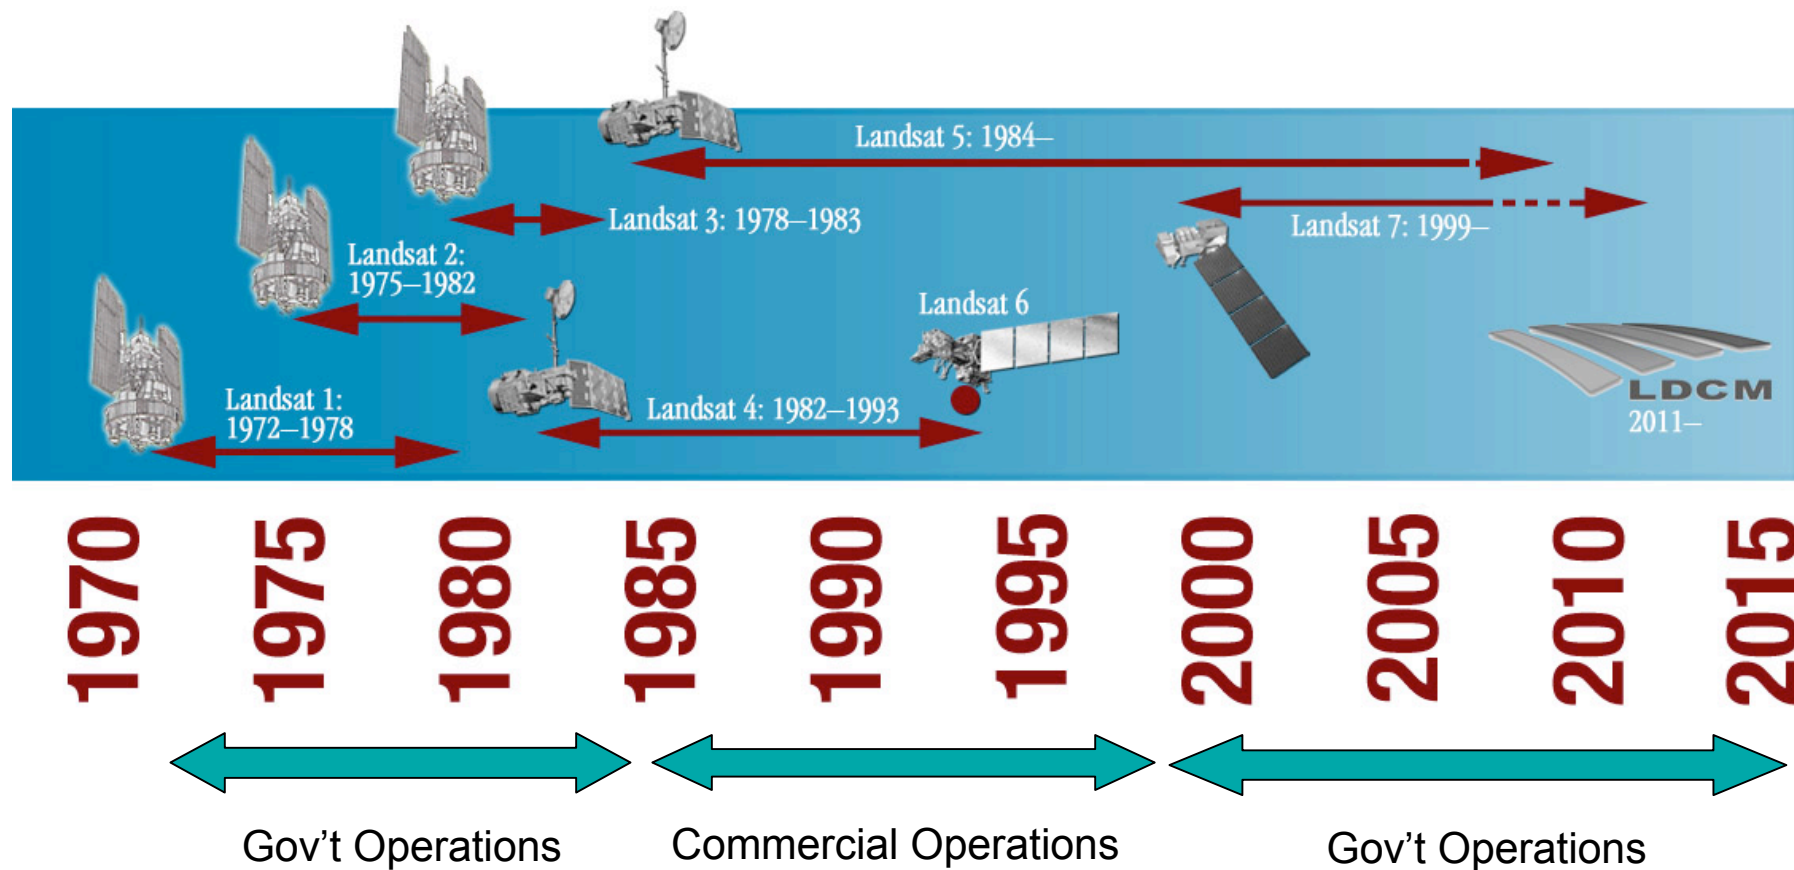 Landsat 5: 1984–
Landsat 7: 1999–
Landsat 3: 1978–1983
Landsat 2:
1975–1982
Landsat 6
Landsat 1:
1972–1978
Landsat 4: 1982–1993
LDCM
2011–
1970
1975
1980
1985
1990
1995
2000
2005
2010
2015
Gov’t Operations
Commercial Operations
Gov’t Operations